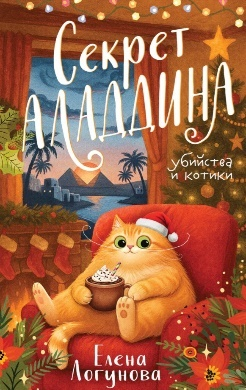 Секрет
АЛАДДИНА
убийства
и котики
Елена
Логунова